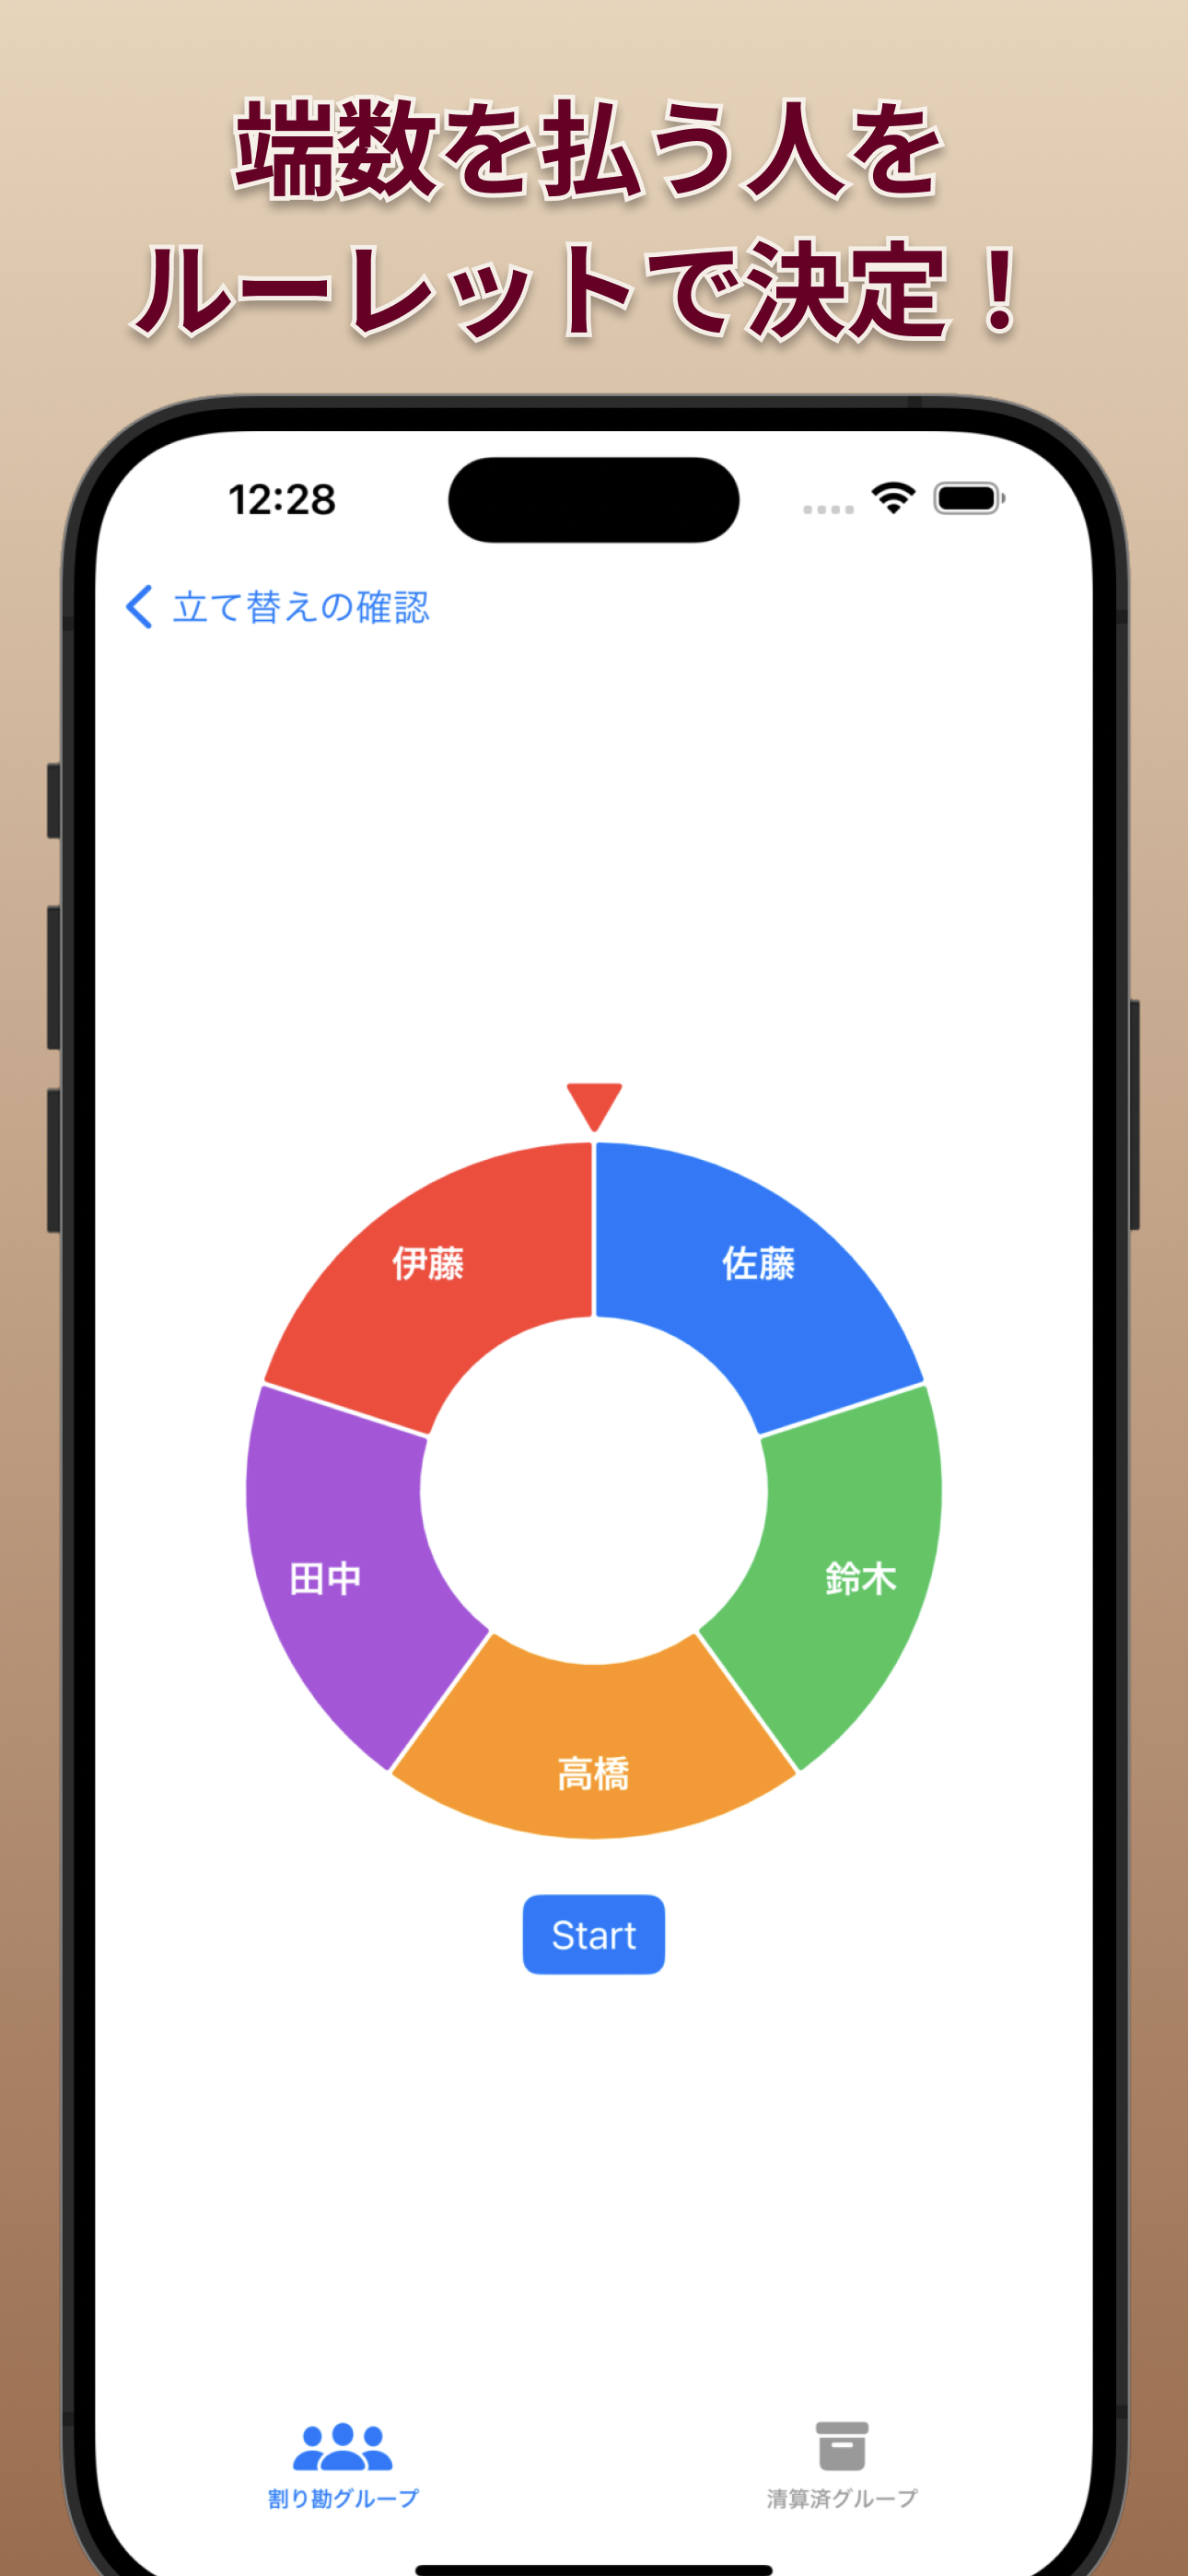 端数を払う人を
ルーレットで決定！
12:28
立て替えの確認
伊藤
佐藤
田中
鈴木
高橋
Start
割り勘グループ
清算済グループ